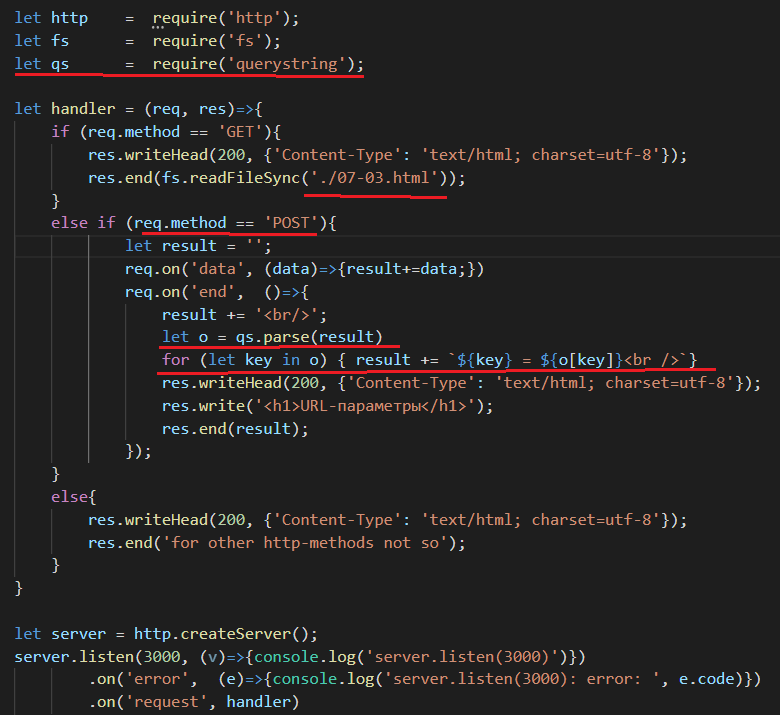 let http    =  require('http');
let fs      =  require('fs');
let qs      =  require('querystring');
let handler = (req, res)=>{
    if (req.method == 'GET'){
        res.writeHead(200, {'Content-Type': 'text/html; charset=utf-8'});
        res.end(fs.readFileSync('./07-03.html'));
    }
    else if (req.method == 'POST'){
            let result = '';
            req.on('data', (data)=>{result+=data;})
            req.on('end',  ()=>{
                result += '<br/>';
                let o = qs.parse(result)
                for (let key in o) { result += `${key} = ${o[key]}<br />`}
                res.writeHead(200, {'Content-Type': 'text/html; charset=utf-8'});
                res.write('<h1>URL-параметры</h1>');
                res.end(result);
            });
    }
    else{
        res.writeHead(200, {'Content-Type': 'text/html; charset=utf-8'});
        res.end('for other http-methods not so');
    }
}
let server = http.createServer();
server.listen(3000, (v)=>{console.log('server.listen(3000)')})
        .on('error',  (e)=>{console.log('server.listen(3000): error: ', e.code)})
        .on('request', handler)